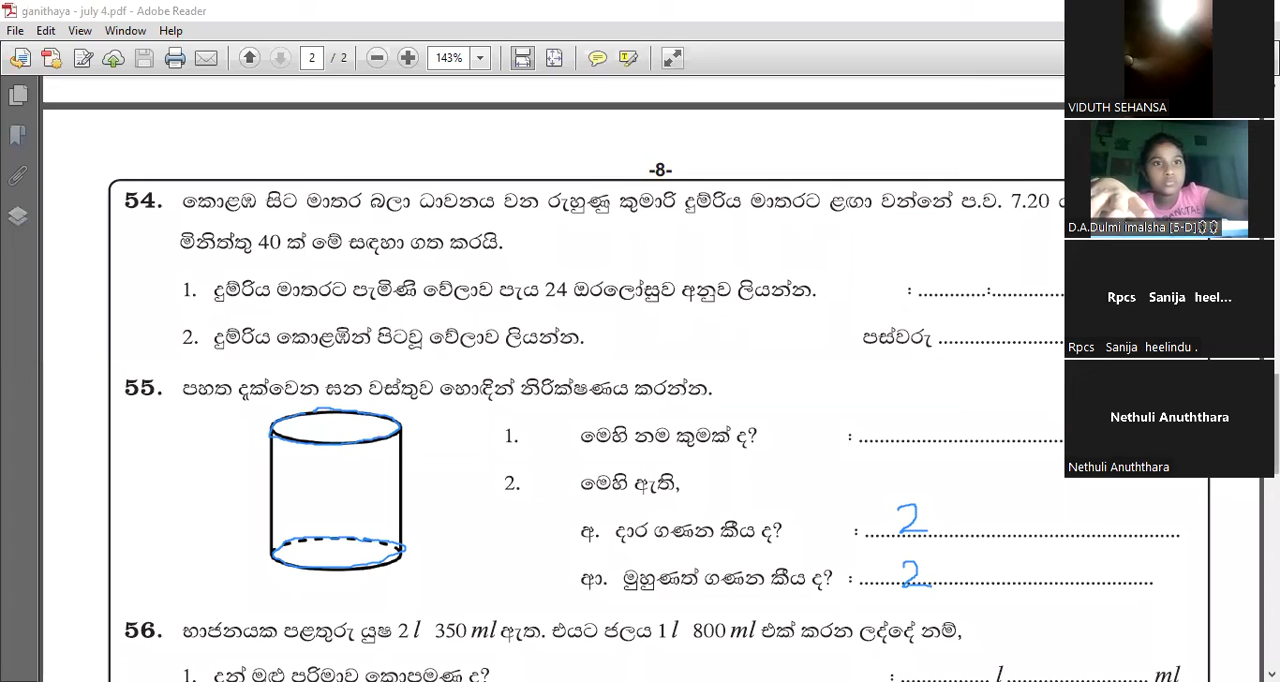 ganithaya - july 4.pdf - Adobe Reader
File Edit View Window Help
2 / 2 143%
-8-
54. කොළඹ සිට මාතර බලා ධාවනය වන රුහුණු කුමාරි දුම්රිය මාතරට ළඟා වන්නේ ප.ව. 7.20
මිනිත්තු 40 ක් මේ සඳහා ගත කරයි.
1. දුම්රිය මාතරට පැමිණි වේලාව පැය 24 ඔරලෝසුව අනුව ලියන්න. : ..............:...............
2. දුම්රිය කොළඹින් පිටවූ වේලාව ලියන්න. පස්වරු ..........................
55. පහත දැක්වෙන ඝන වස්තුව හොඳින් නිරික්ෂණය කරන්න.
1. මෙහි නම කුමක් ද? : ..........................................
2. මෙහි ඇති,
අ. දාර ගණන කීය ද? : 2
ආ. මුහුණත් ගණන කීය ද? : 2
56. භාජනයක පළතුරු යුෂ 2 l 350 ml ඇත. එයට ජලය 1 l 800 ml එක් කරන ලද්දේ නම්,
1. දැන් මුළු පරිමාව කොපමණ ද? : .................. l .......................... ml
VIDUTH SEHANSA
D.A.Dulmi imalsha [5-D]
Rpcs Sanija heel...
Rpcs Sanija heelindu .
Nethuli Anuththara
Nethuli Anuththara